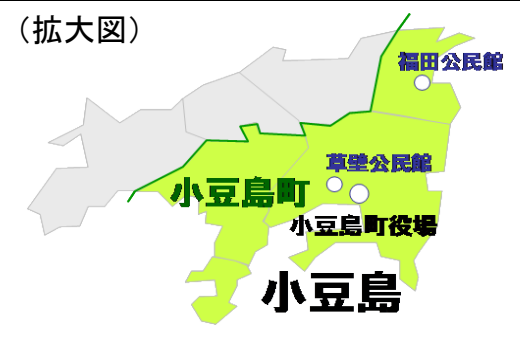 （拡大図）
福田公民館
草壁公民館
小豆島町
小豆島町役場
小豆島